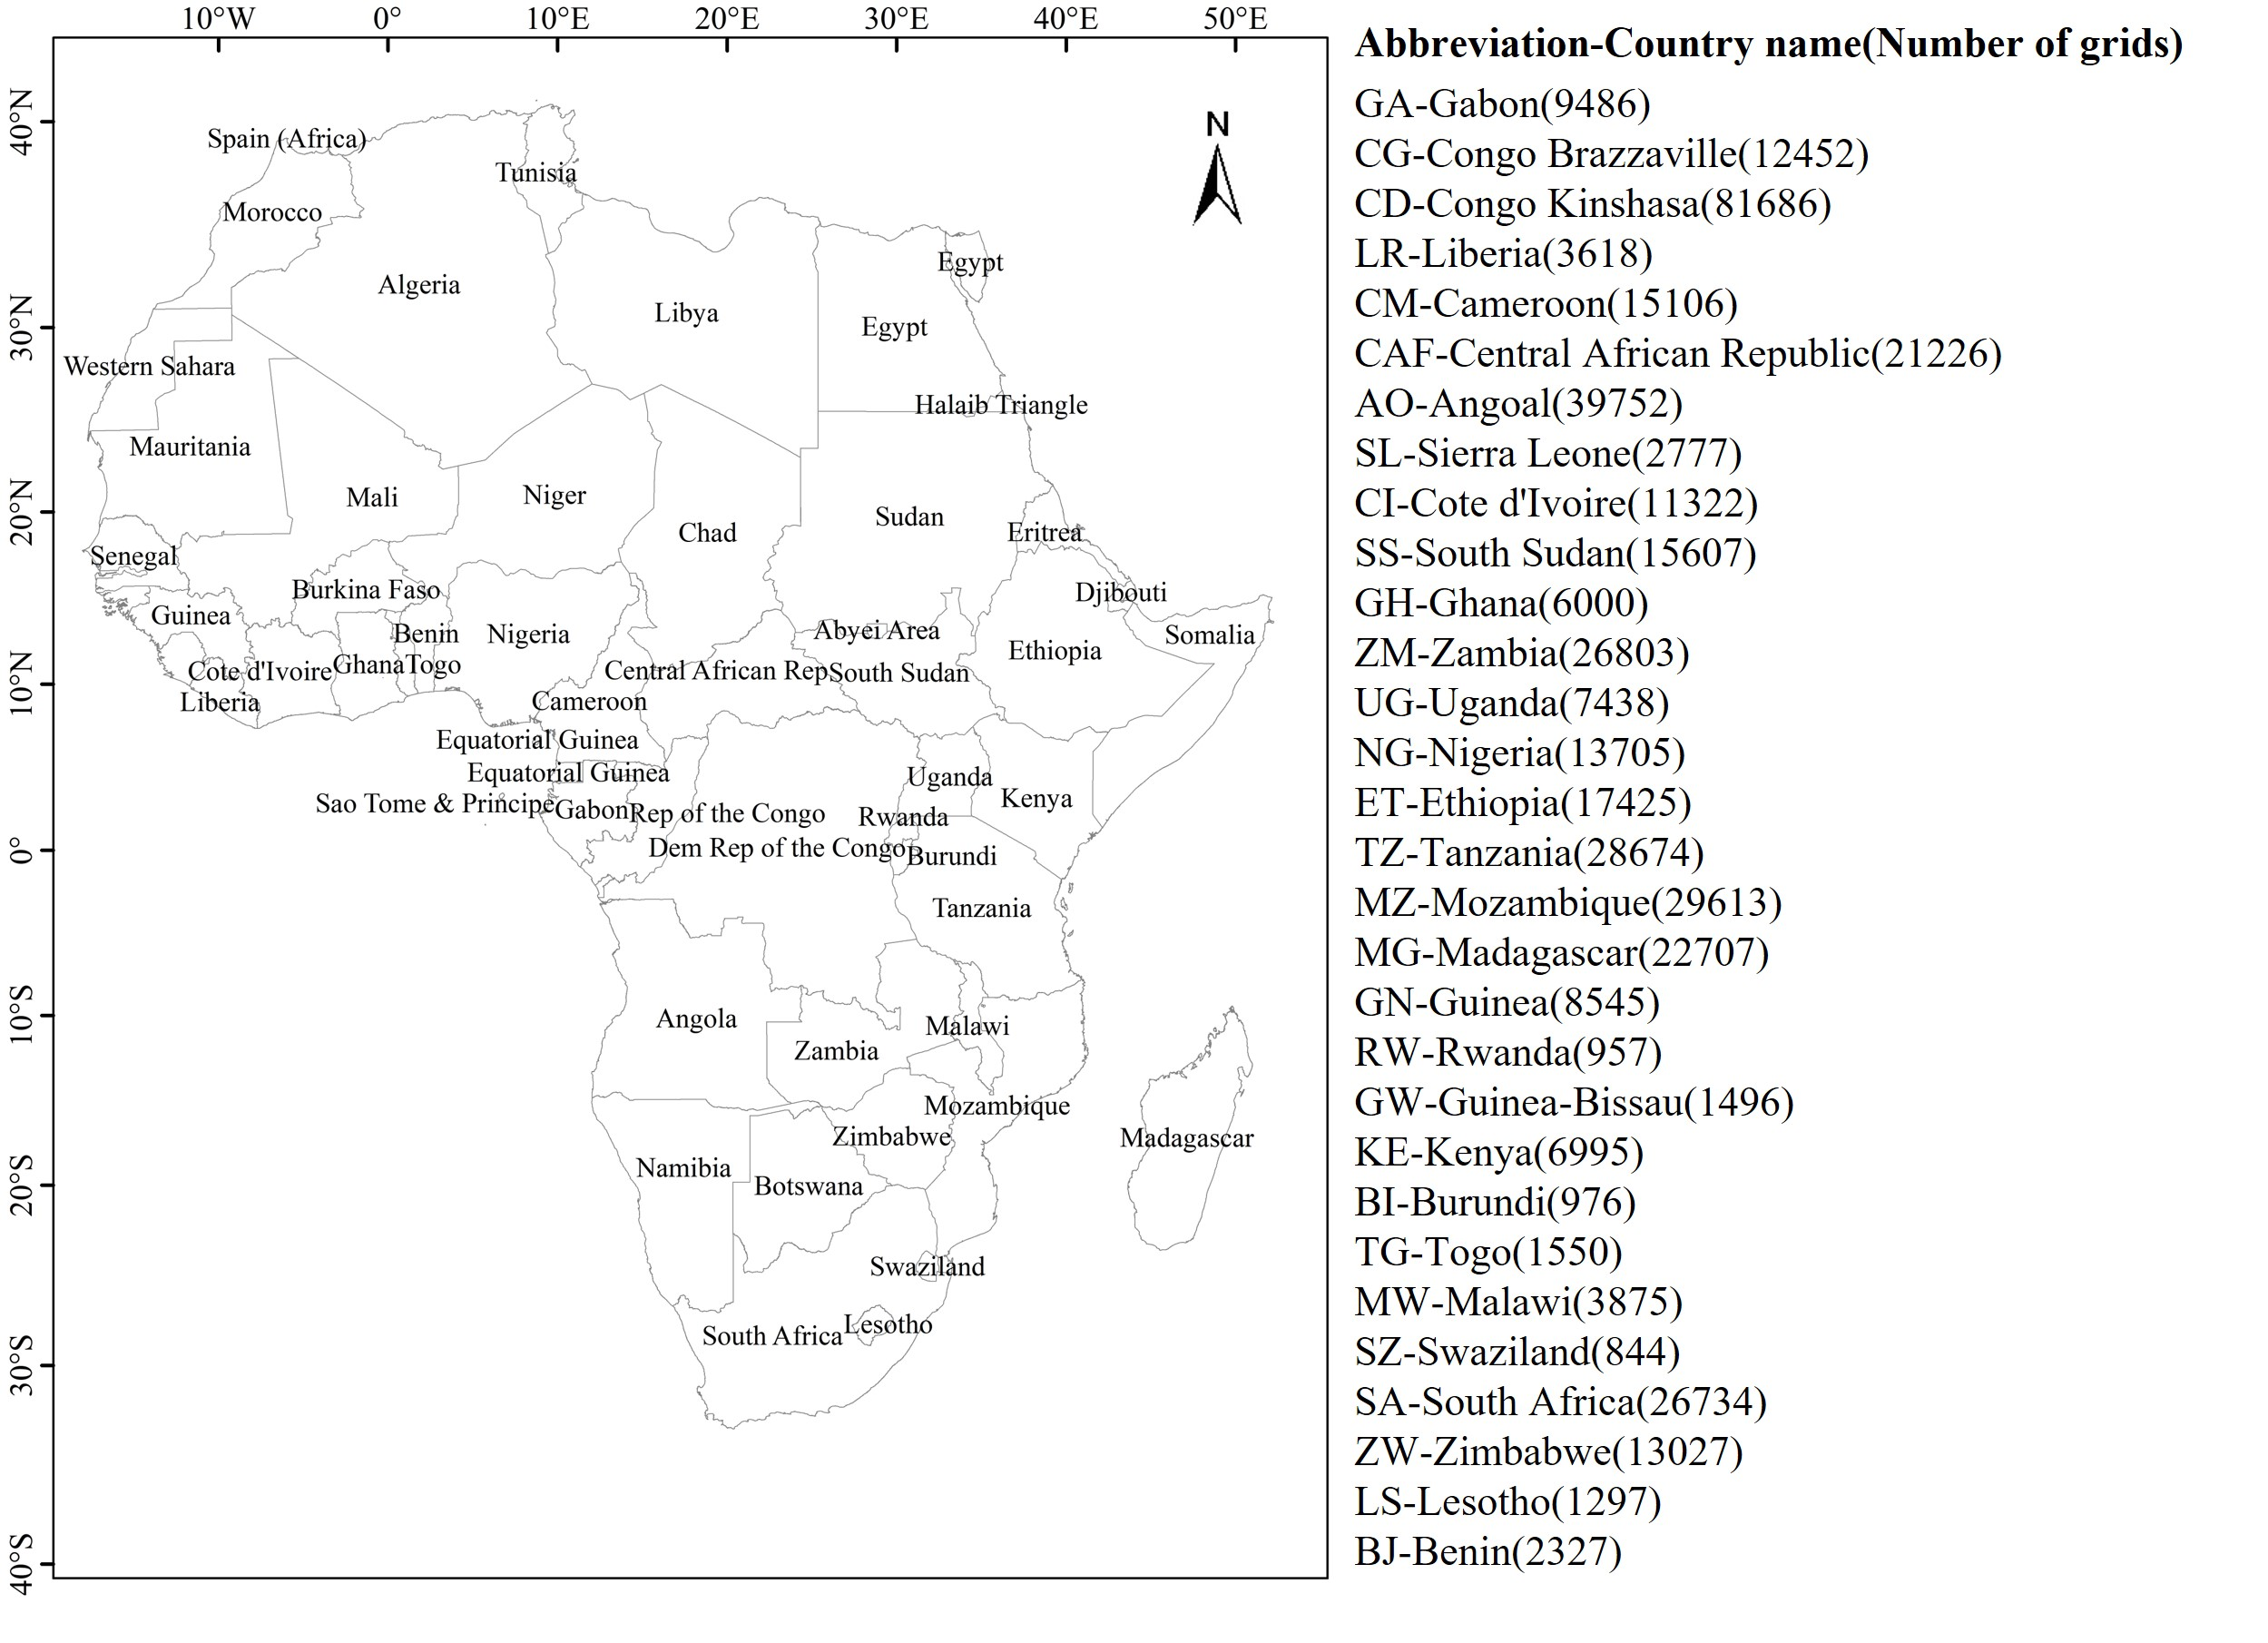 10°W 0° 10°E 20°E 30°E 40°E 50°E
40°N
30°N
20°N
10°N
0°
10°S
20°S
30°S
40°S
N
Spain (Africa)
Tunisia
Morocco
Egypt
Algeria
Libya
Egypt
Western Sahara
Halaib Triangle
Mauritania
Mali
Niger
Sudan
Chad
Eritrea
Senegal
Burkina Faso
Djibouti
Guinea
Benin
Nigeria
Abyei Area
Somalia
Ethiopia
Cote d'Ivoire
Ghana
Togo
Central African Rep
South Sudan
Liberia
Cameroon
Equatorial Guinea
Equatorial Guinea
Uganda
Kenya
Sao Tome & Principe
Gabon
Rep of the Congo
Rwanda
Dem Rep of the Congo
Burundi
Tanzania
Angola
Malawi
Zambia
Mozambique
Zimbabwe
Madagascar
Namibia
Botswana
Swaziland
Lesotho
South Africa
Abbreviation-Country name(Number of grids)
GA-Gabon(9486)
CG-Congo Brazzaville(12452)
CD-Congo Kinshasa(81686)
LR-Liberia(3618)
CM-Cameroon(15106)
CAF-Central African Republic(21226)
AO-Angoal(39752)
SL-Sierra Leone(2777)
CI-Cote d'Ivoire(11322)
SS-South Sudan(15607)
GH-Ghana(6000)
ZM-Zambia(26803)
UG-Uganda(7438)
NG-Nigeria(13705)
ET-Ethiopia(17425)
TZ-Tanzania(28674)
MZ-Mozambique(29613)
MG-Madagascar(22707)
GN-Guinea(8545)
RW-Rwanda(957)
GW-Guinea-Bissau(1496)
KE-Kenya(6995)
BI-Burundi(976)
TG-Togo(1550)
MW-Malawi(3875)
SZ-Swaziland(844)
SA-South Africa(26734)
ZW-Zimbabwe(13027)
LS-Lesotho(1297)
BJ-Benin(2327)